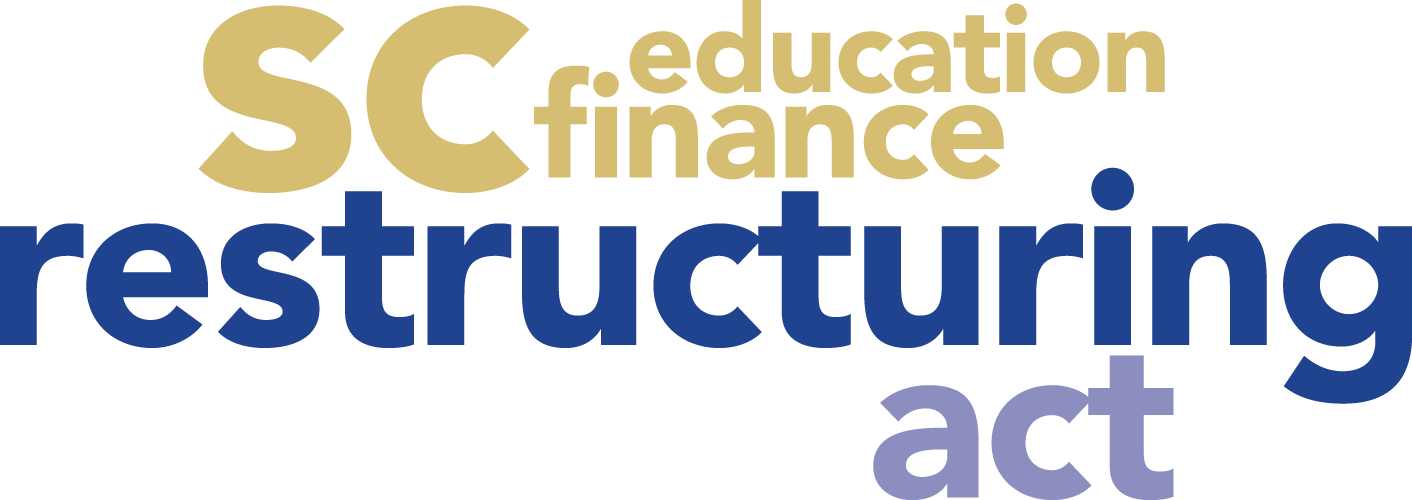 SC education
finance
restructuring
act